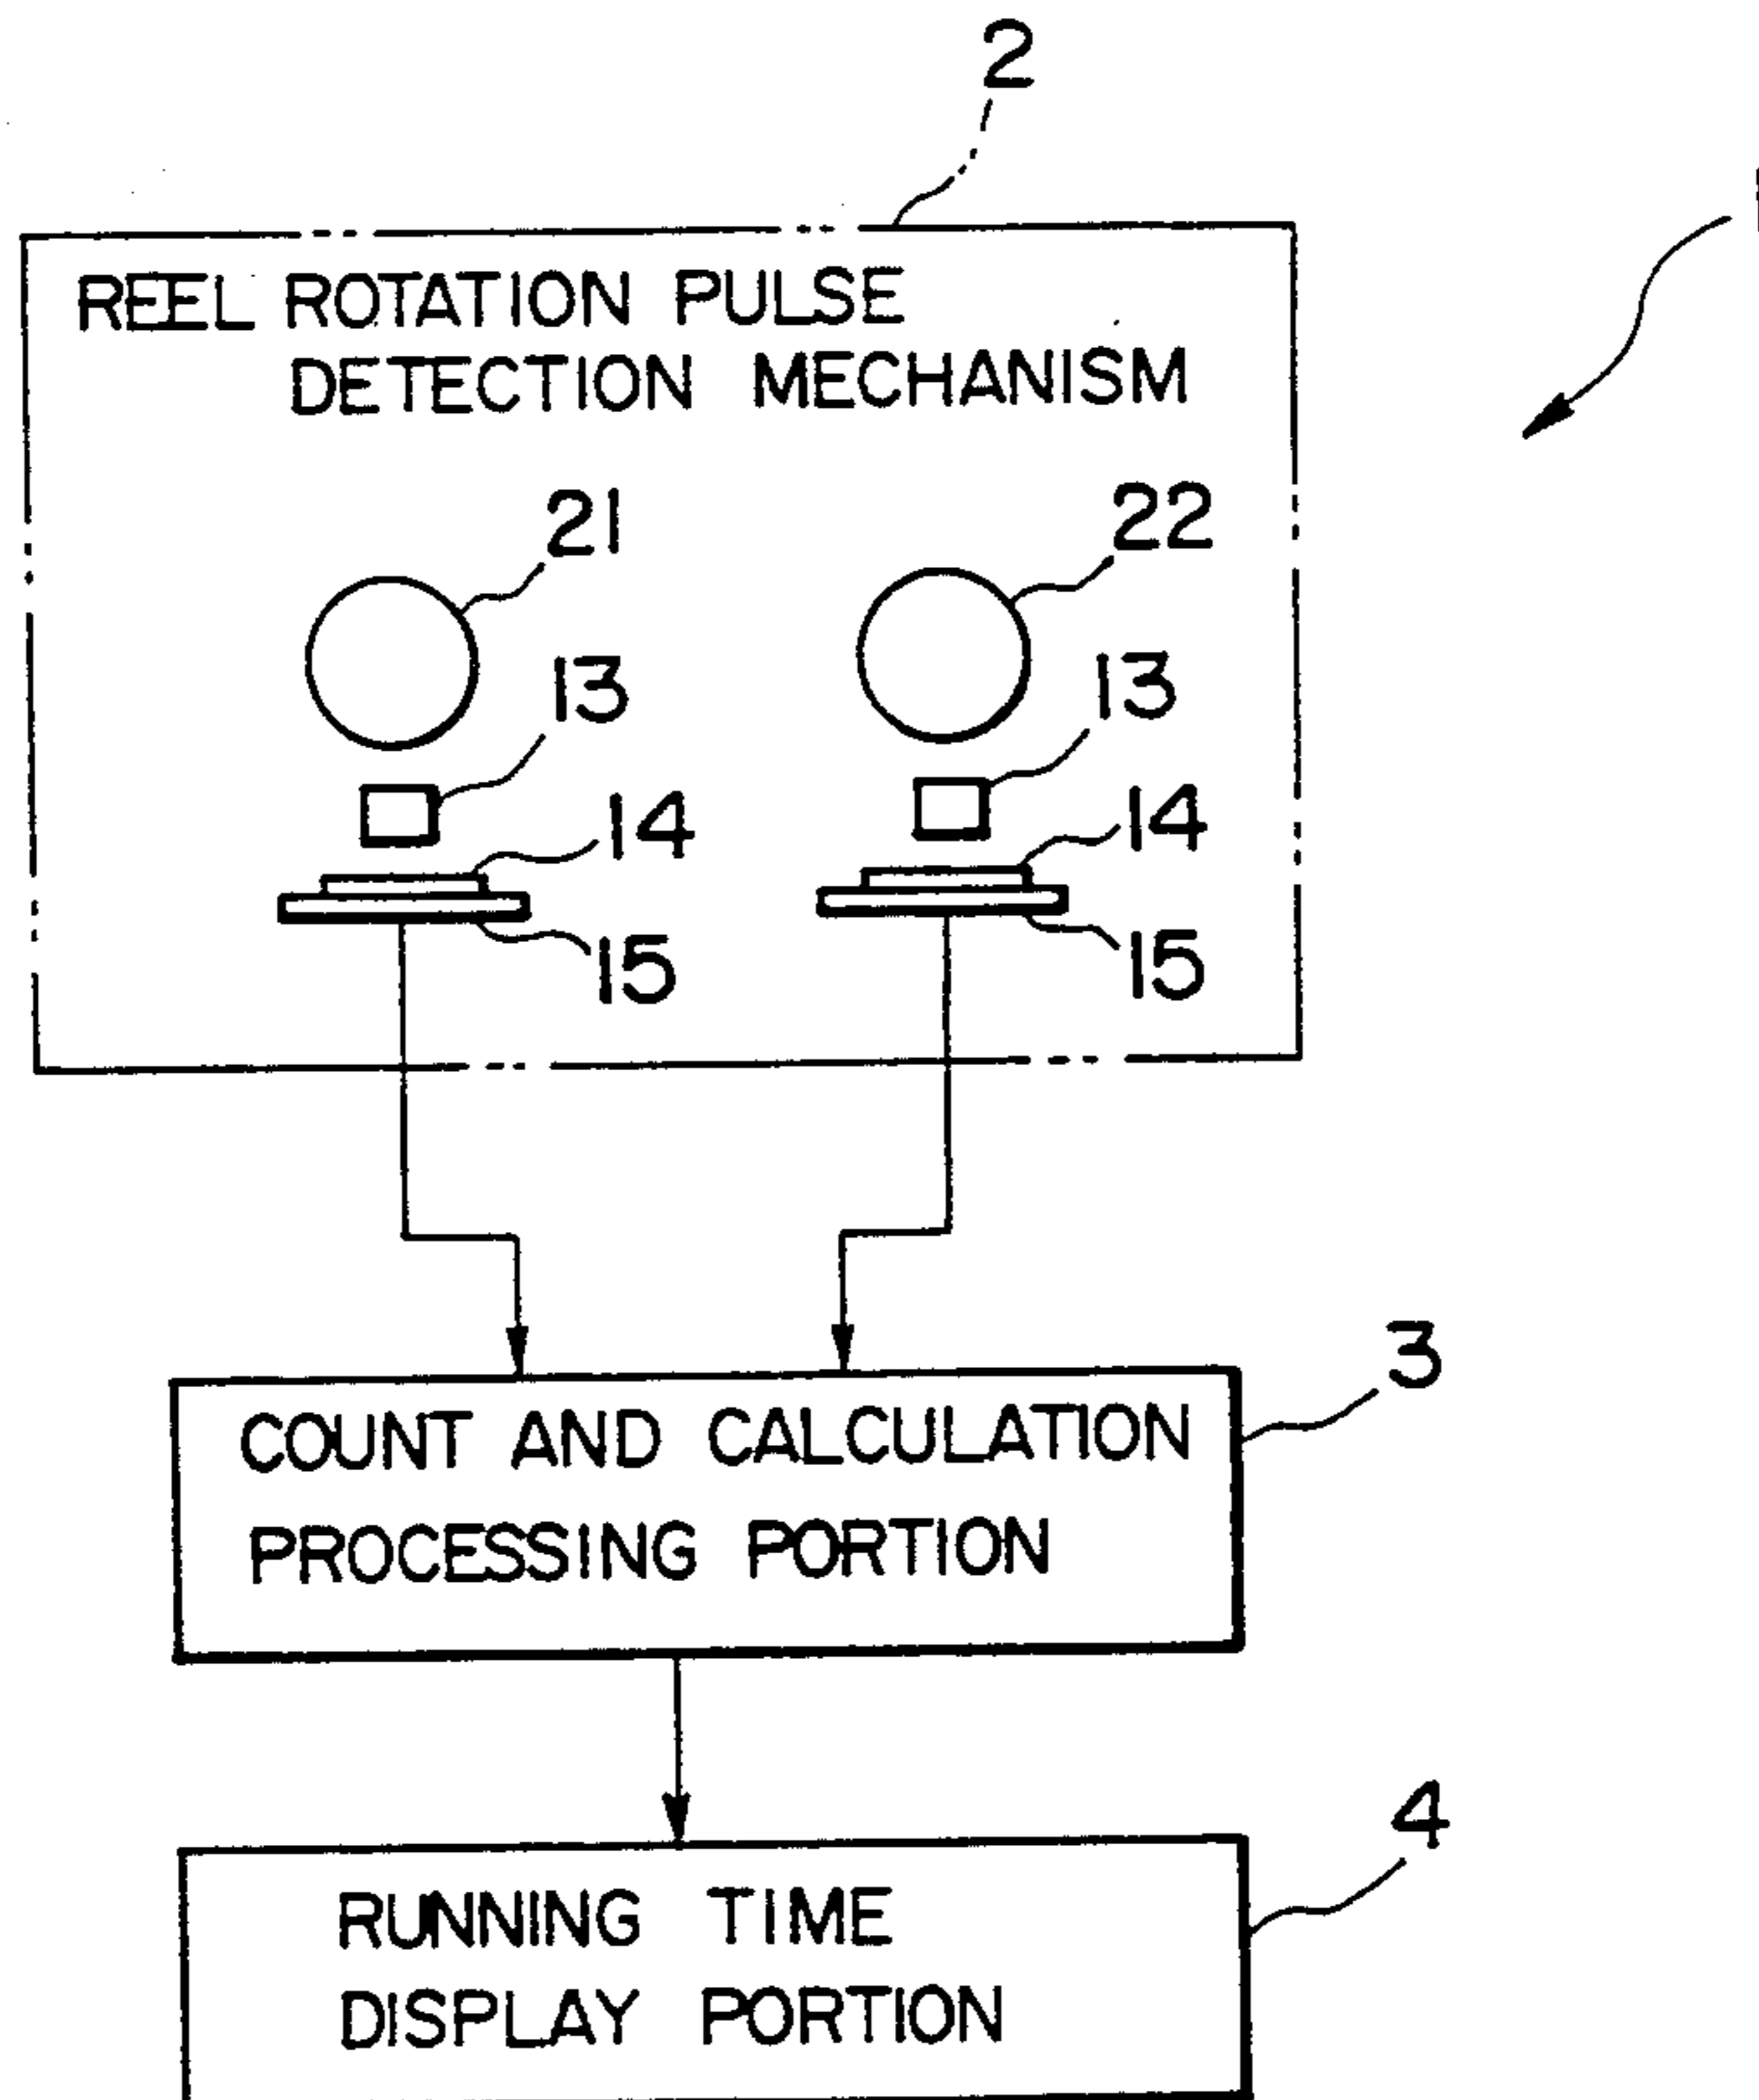 2
REEL ROTATION PULSE
DETECTION MECHANISM
21
22
13
13
14
14
15
15
3
COUNT AND CALCULATION
PROCESSING PORTION
4
RUNNING TIME
DISPLAY PORTION